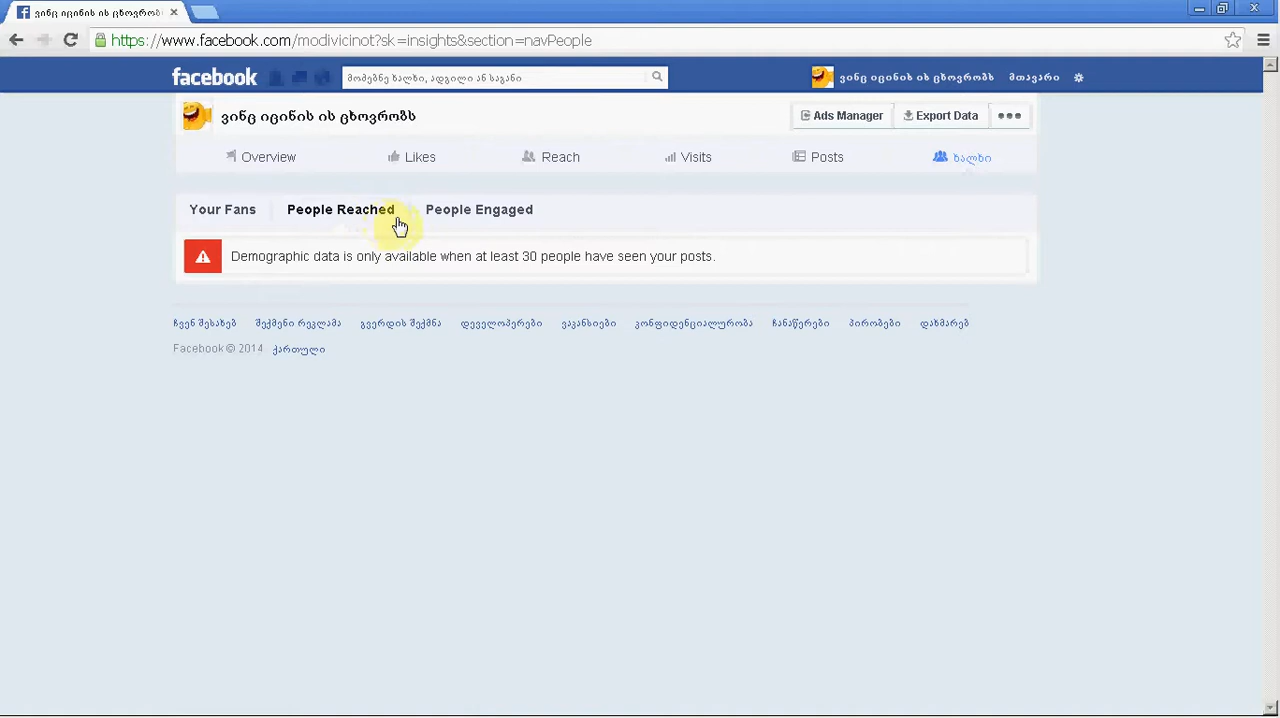 ვინც იცინის ის ცხოვრობს
https://www.facebook.com/modivicinot?sk=insights&section=navPeople
facebook
მოძებნე ხალხი, ადგილი ან საგანი
ვინც იცინის ის ცხოვრობს მთავარი
ვინც იცინის ის ცხოვრობს
Ads Manager Export Data
Overview Likes Reach Visits Posts ხალხი
Your Fans People Reached People Engaged
Demographic data is only available when at least 30 people have seen your posts.
ჩვენ შესახებ შექმენი რეკლამა გვერდის შექმნა დეველოპერები ვაკანსიები კონფიდენციალურობა ჩანაწერები პირობები დახმარებ
Facebook © 2014 ქართული